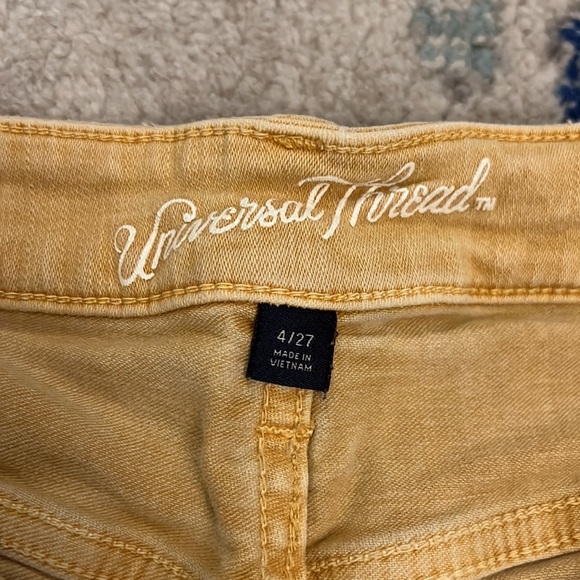 Universal Thread™
4/27
MADE IN
VIETNAM